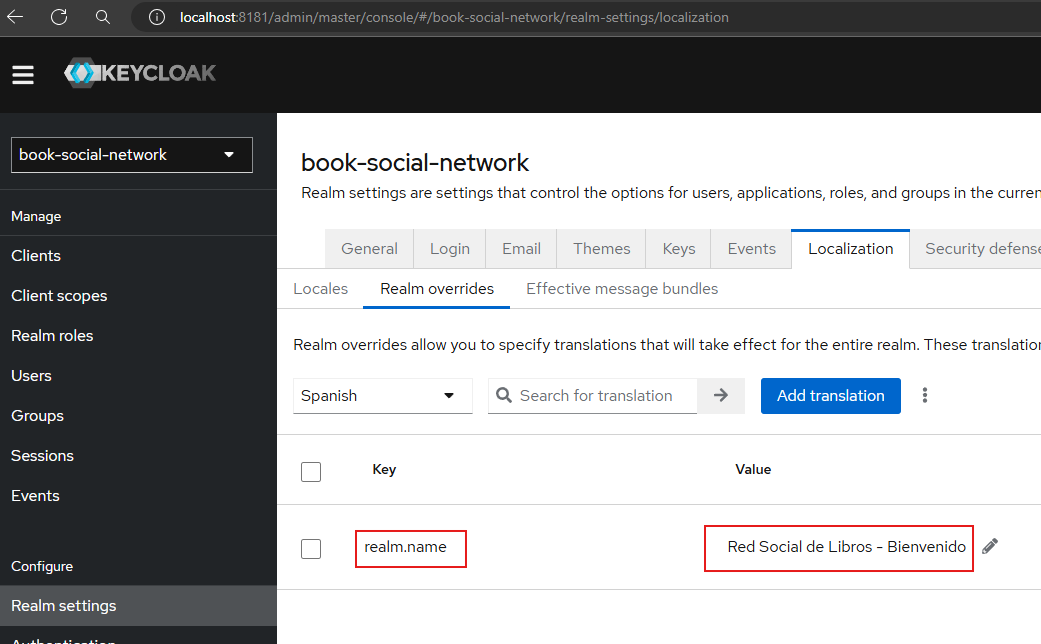 localhost:8181/admin/master/console/#/book-social-network/realm-settings/localization
KEYCLOAK
book-social-network
Manage
Clients
Client scopes
Realm roles
Users
Groups
Sessions
Events
Configure
Realm settings
Authentication
book-social-network
Realm settings are settings that control the options for users, applications, roles, and groups in the curren
General Login Email Themes Keys Events Localization Security defense
Locales Realm overrides Effective message bundles
Realm overrides allow you to specify translations that will take effect for the entire realm. These translation
Spanish Search for translation Add translation
Key Value
realm.name Red Social de Libros - Bienvenido